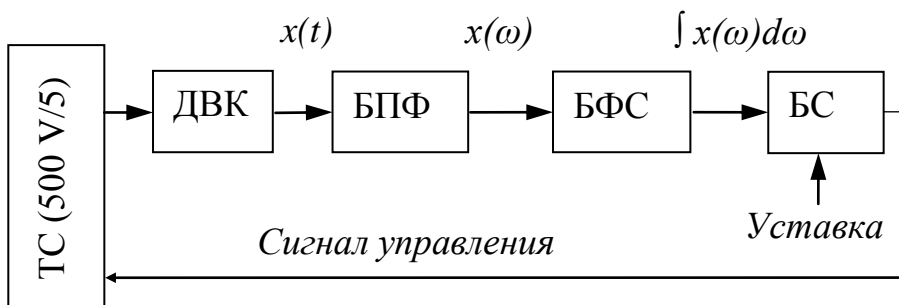 x(t)
x(ω)
∫ x(ω)dω
ТС (500 V/5)
ДВК
БПФ
БФС
БС
Уставка
Сигнал управления